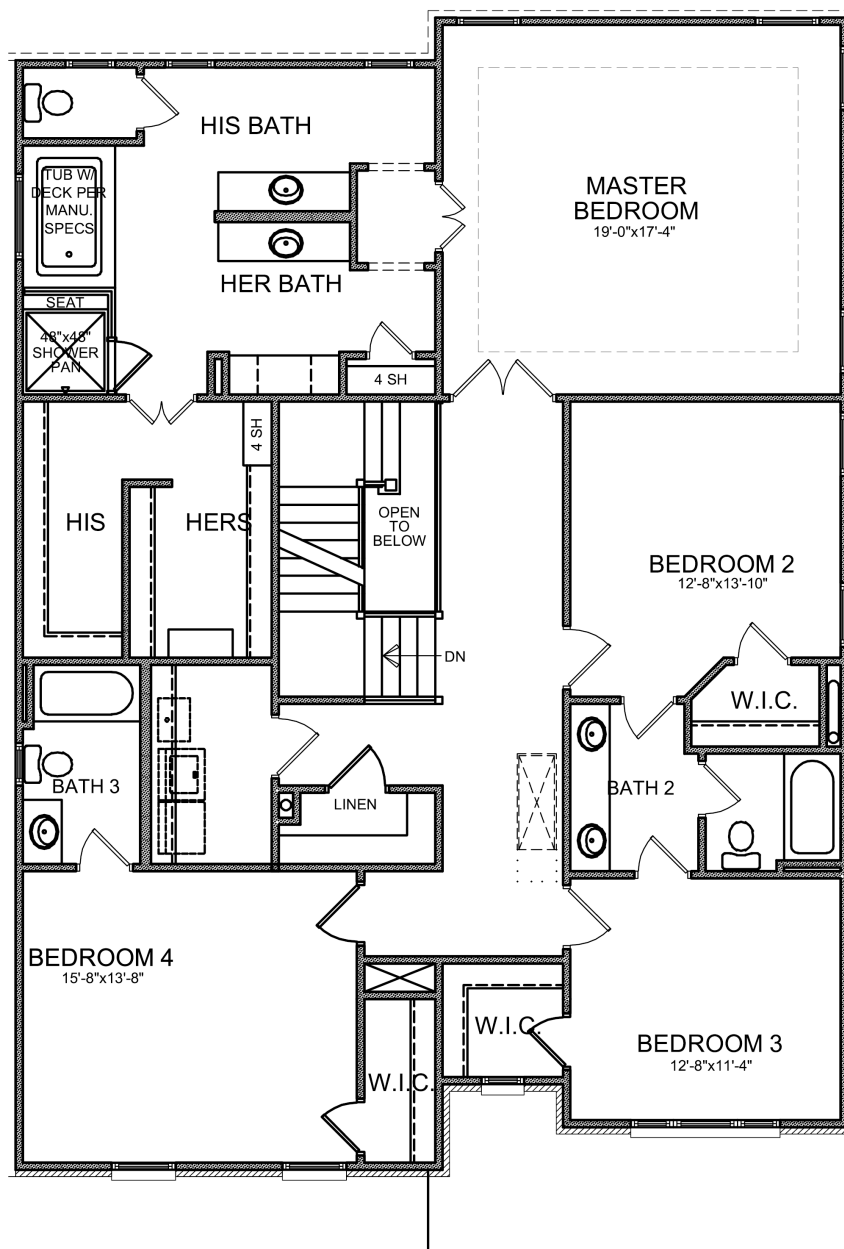 HIS BATH
TUB W/
DECK PER
MANU.
SPECS
MASTER
BEDROOM
19'-0"x17'-4"
HER BATH
SEAT
48"x48"
SHOWER
PAN
4 SH
4 SH
HIS
HERS
OPEN
TO
BELOW
BEDROOM 2
12'-8"x13'-10"
DN
W.I.C.
BATH 3
LINEN
BATH 2
BEDROOM 4
15'-8"x13'-8"
W.I.C.
BEDROOM 3
12'-8"x11'-4"
W.I.C.